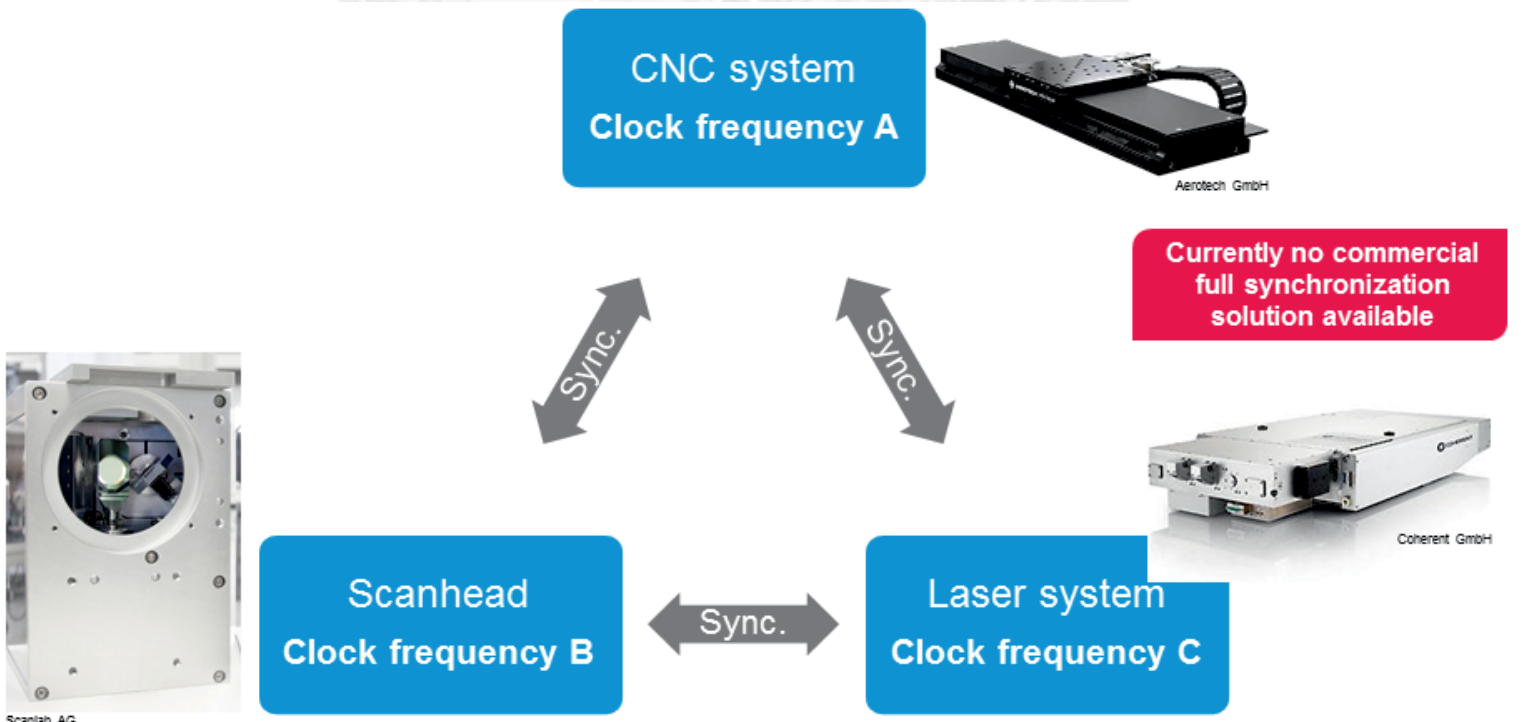 CNC system
Clock frequency A
Aerotech GmbH
Currently no commercial
full synchronization
solution available
Sync.
Sync.
COHERENT
Coherent GmbH
Scanhead
Clock frequency B
Sync.
Laser system
Clock frequency C
Scanlab AG